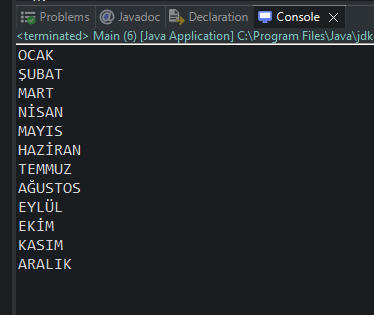 Problems @ Javadoc Declaration Console
<terminated> Main (6) [Java Application] C:\Program Files\Java\jdk
OCAK
ŞUBAT
MART
NİSAN
MAYIS
HAZİRAN
TEMMUZ
AĞUSTOS
EYLÜL
EKİM
KASIM
ARALIK